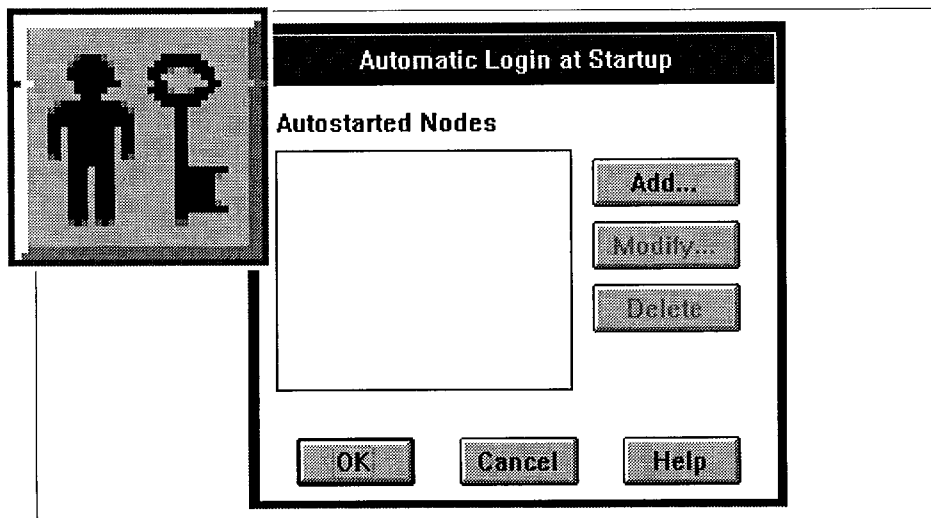 Automatic Login at Startup
Autostarted Nodes
Add...
Modify...
Delete
OK
Cancel
Help